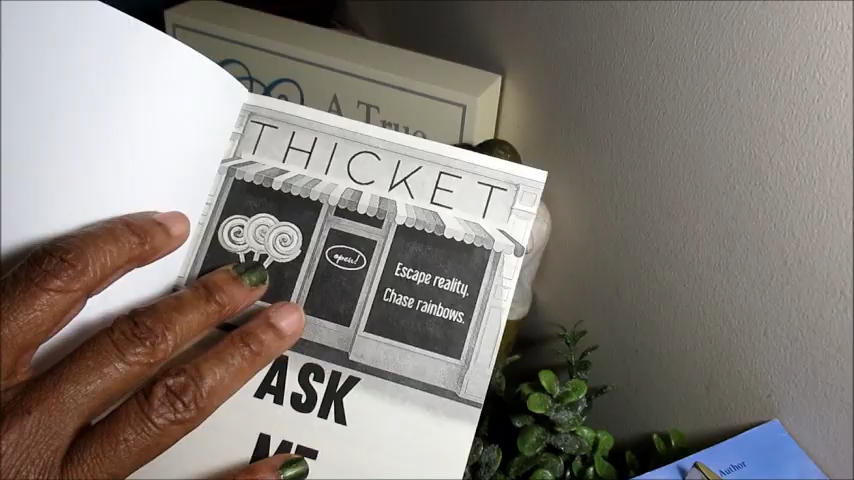 A True
THICKET
open!
Escape reality.
Chase rainbows.
ASK
ME
Author